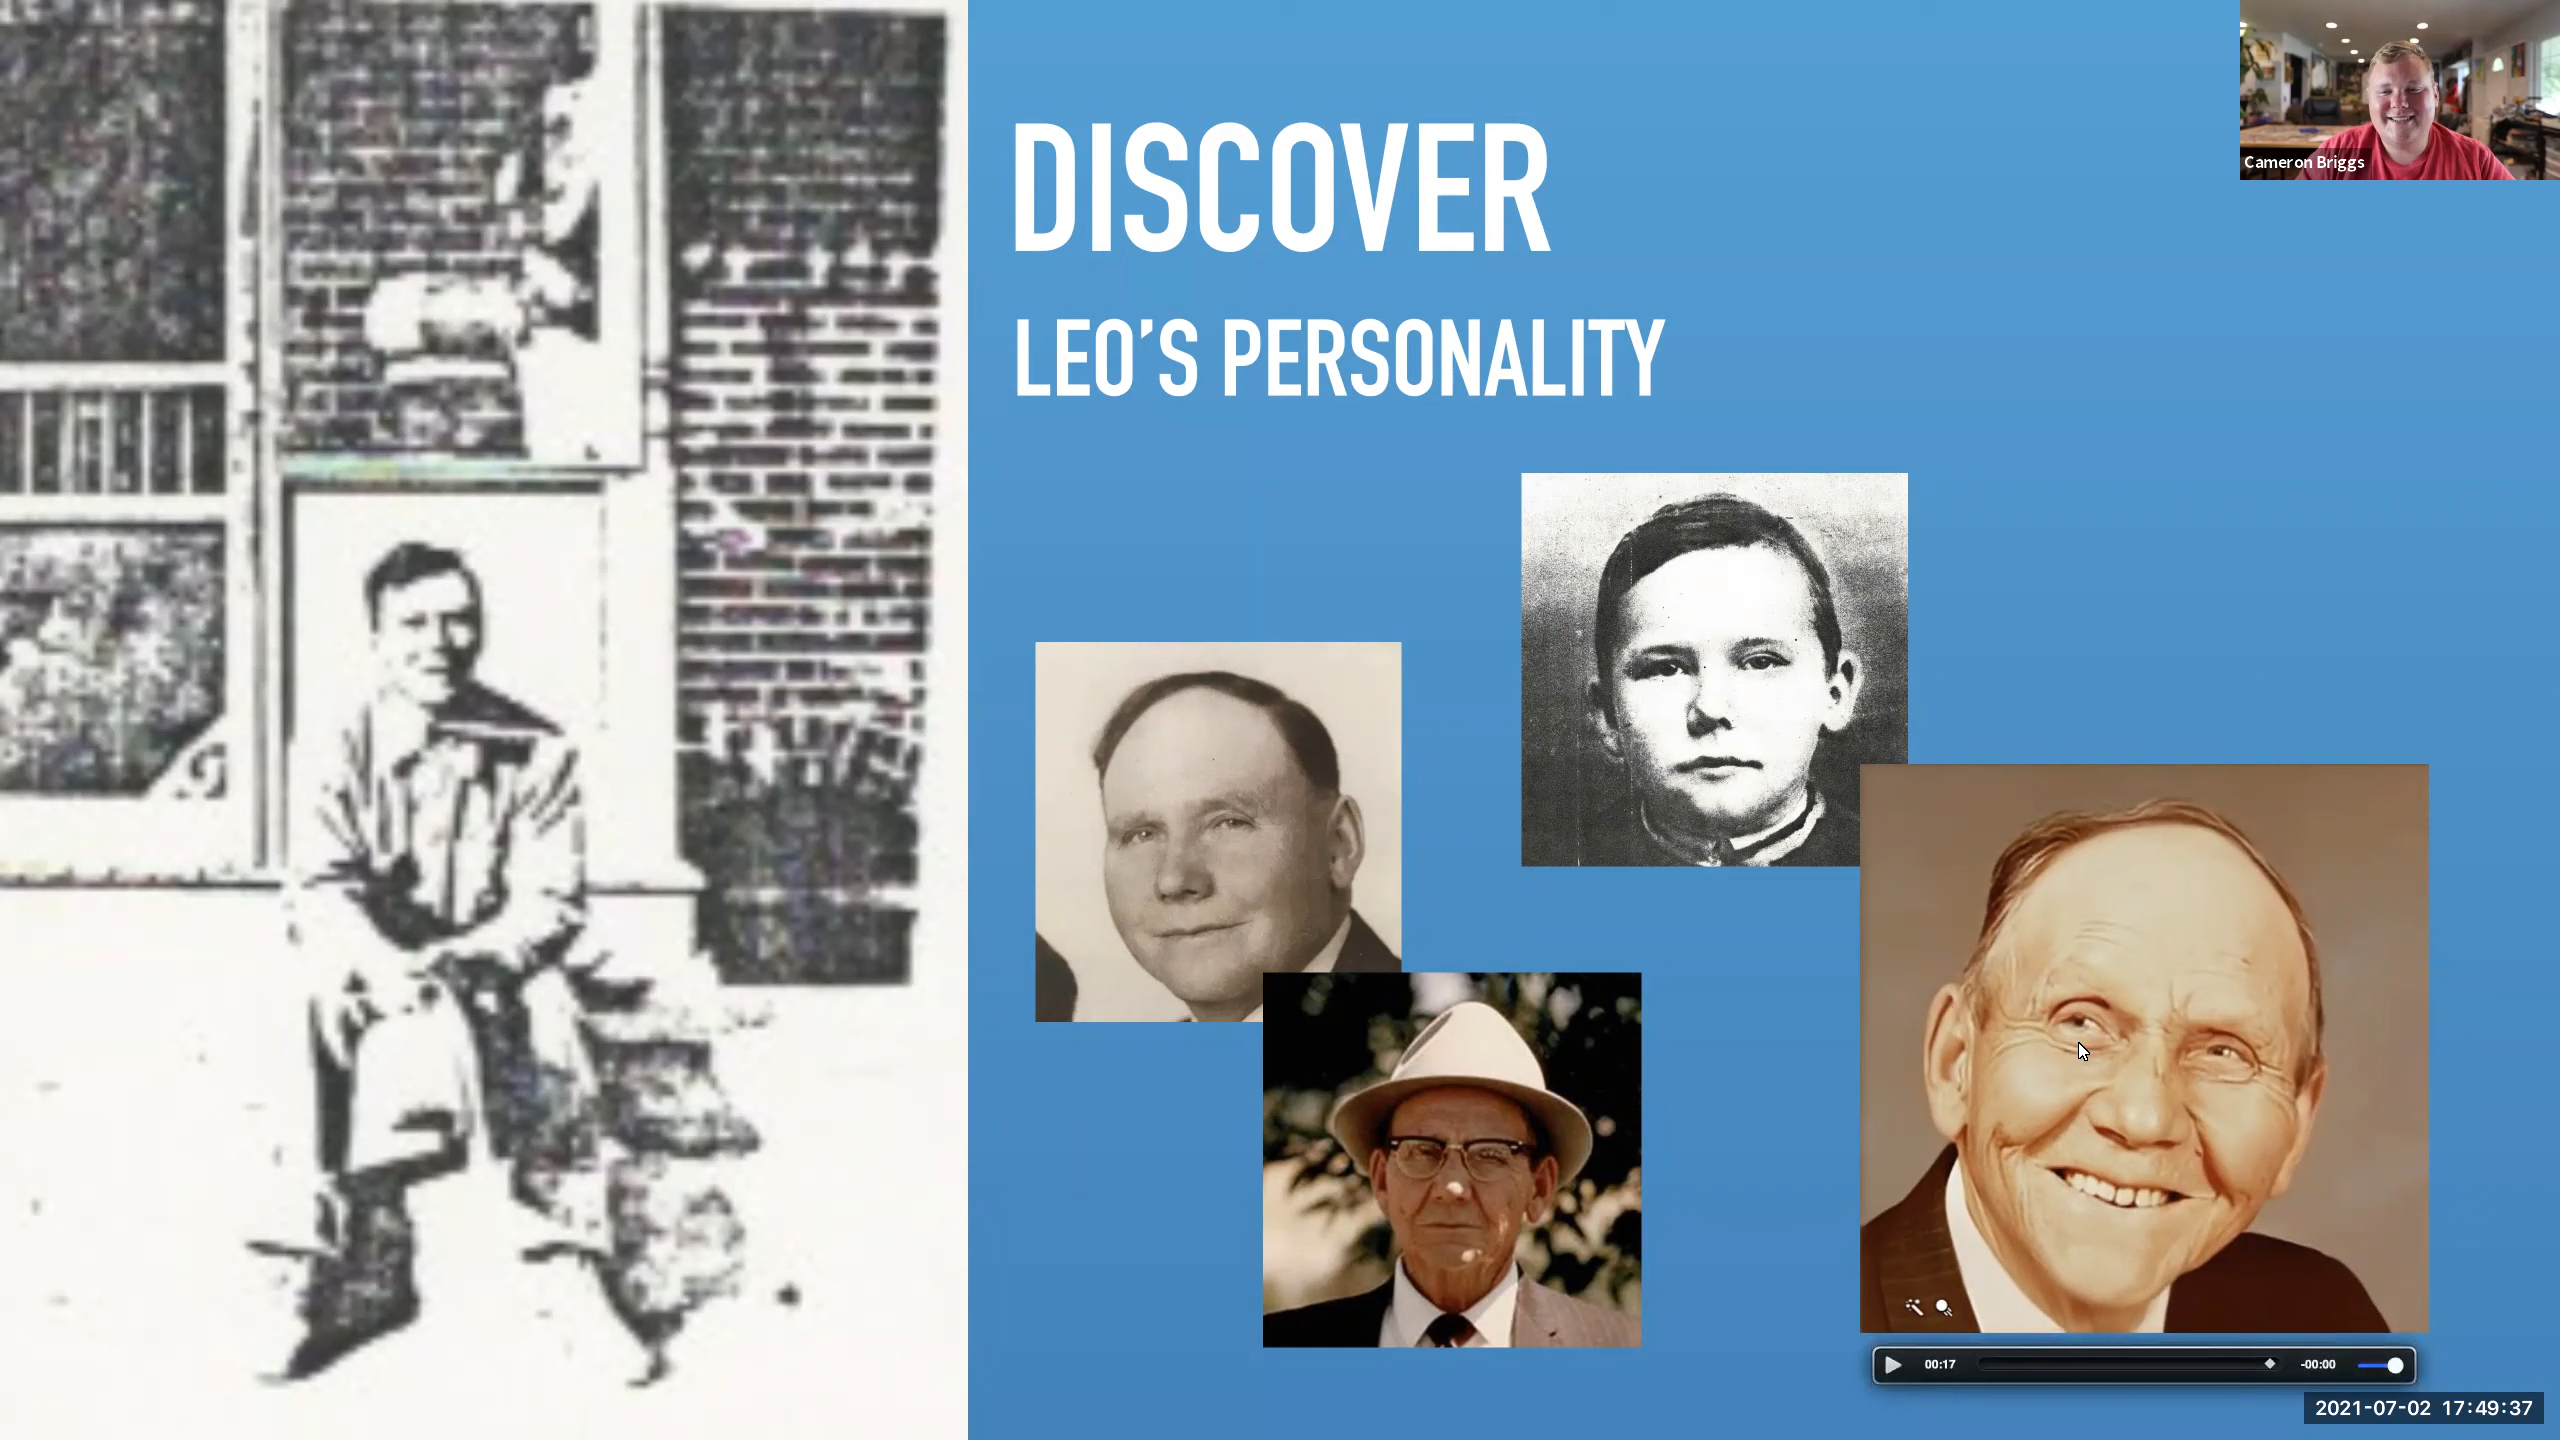 DISCOVER
LEO'S PERSONALITY
Cameron Briggs
00:17
-00:00
2021-07-02 17:49:37